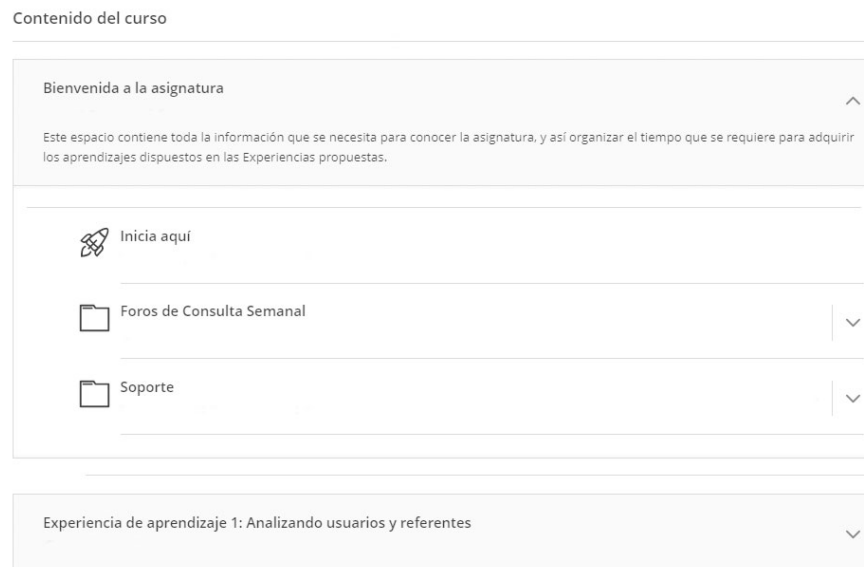 Contenido del curso
Bienvenida a la asignatura
Este espacio contiene toda la información que se necesita para conocer la asignatura, y así organizar el tiempo que se requiere para adquirir
los aprendizajes dispuestos en las Experiencias propuestas.
Inicia aquí
Foros de Consulta Semanal
Soporte
Experiencia de aprendizaje 1: Analizando usuarios y referentes